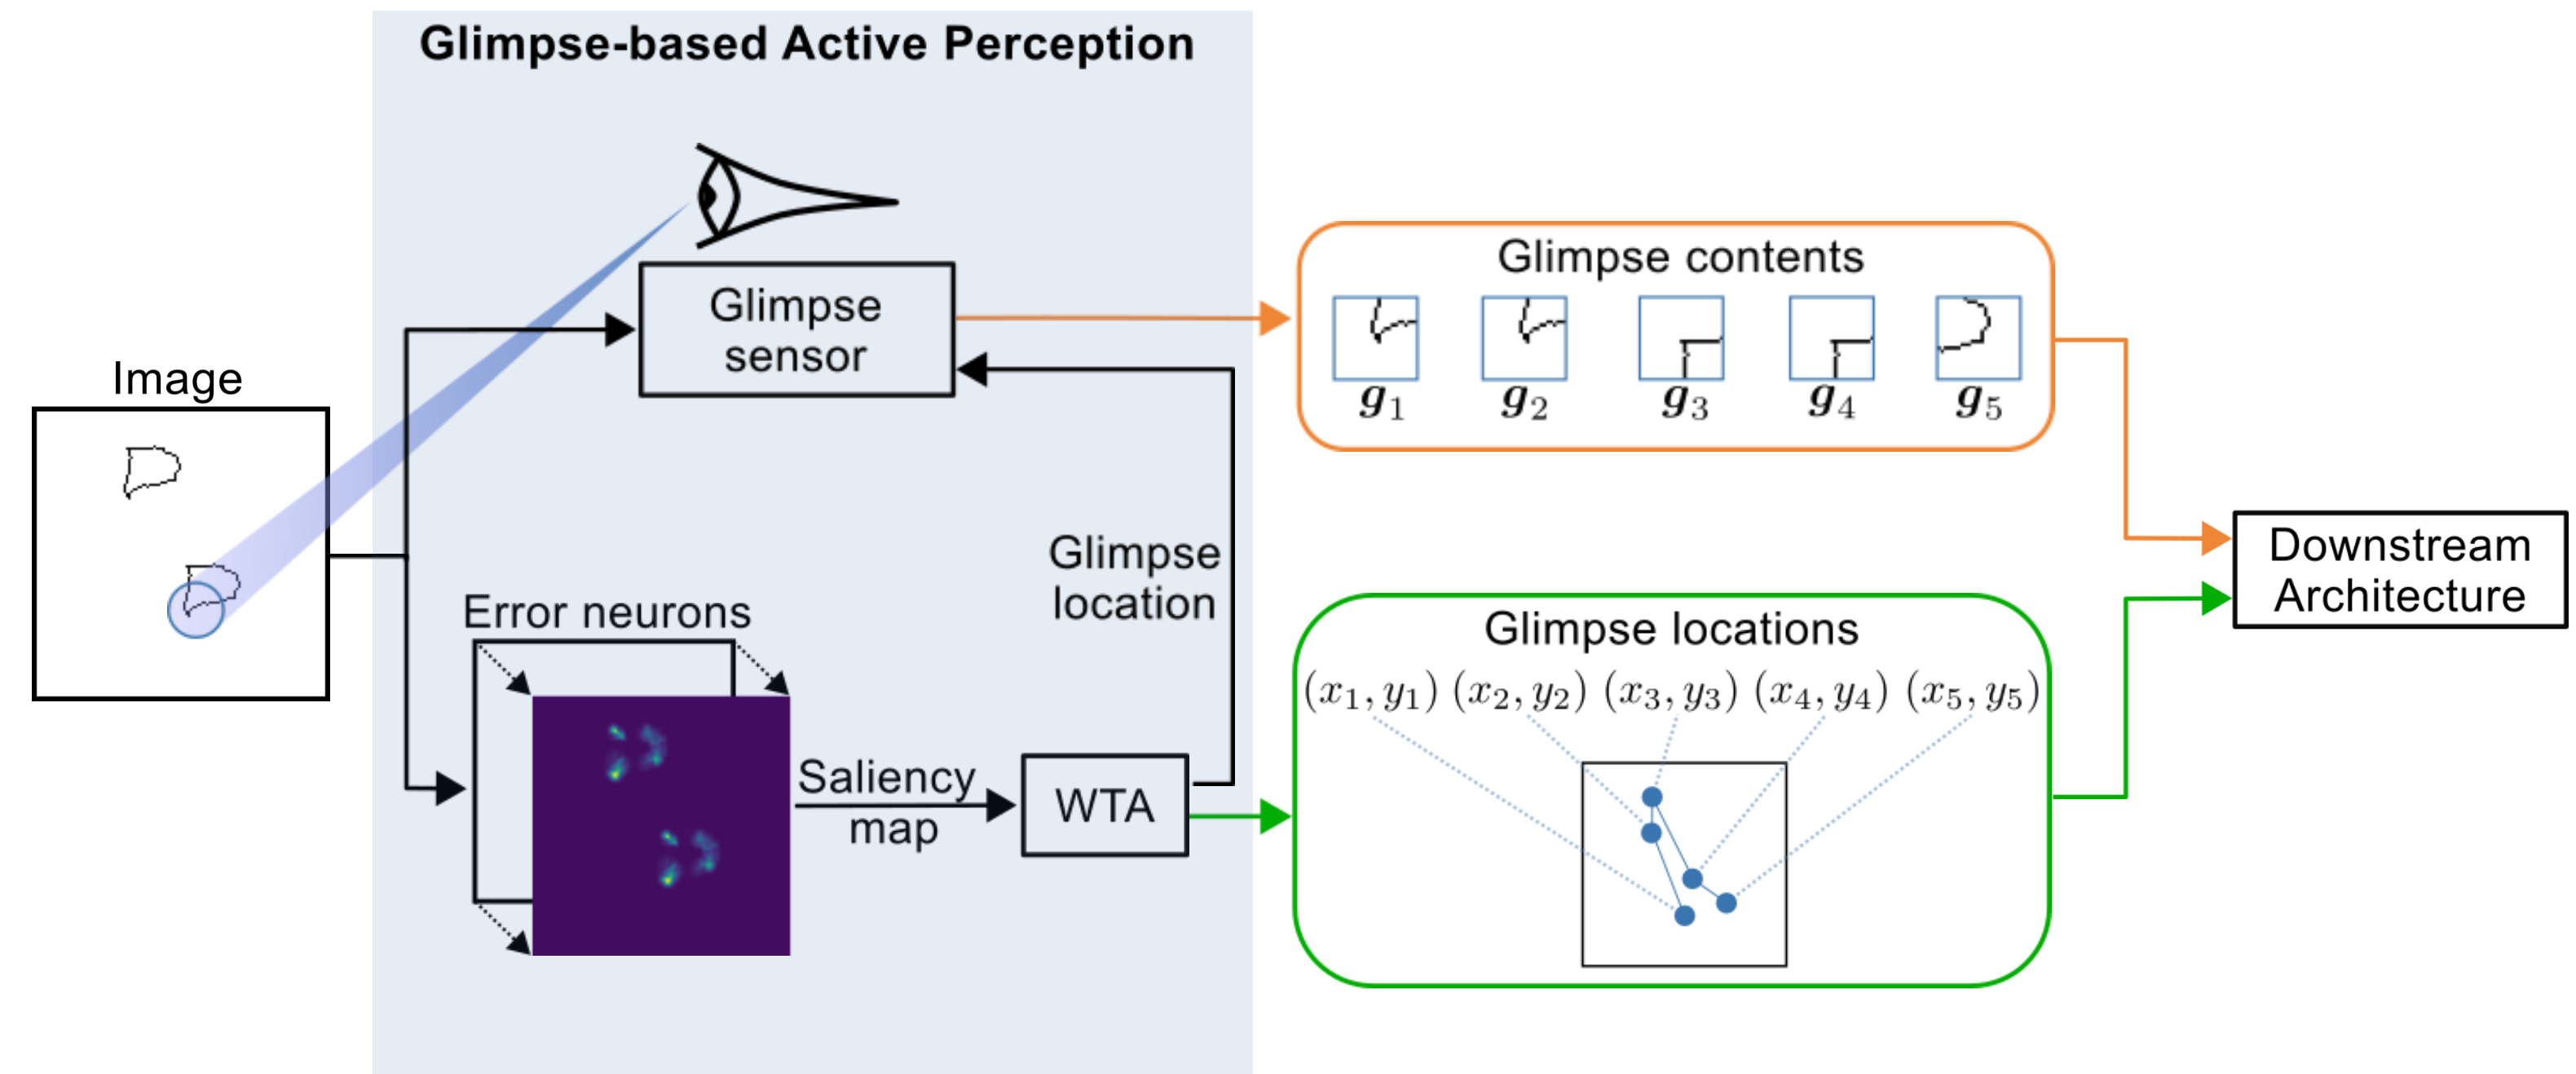 Glimpse-based Active Perception
Image
Glimpse
sensor
Error neurons
Saliency
map
WTA
Glimpse
location
Glimpse contents
g₁ g₂ g₃ g₄ g₅
Glimpse locations
(x₁, y₁) (x₂, y₂) (x₃, y₃) (x₄, y₄) (x₅, y₅)
Downstream
Architecture